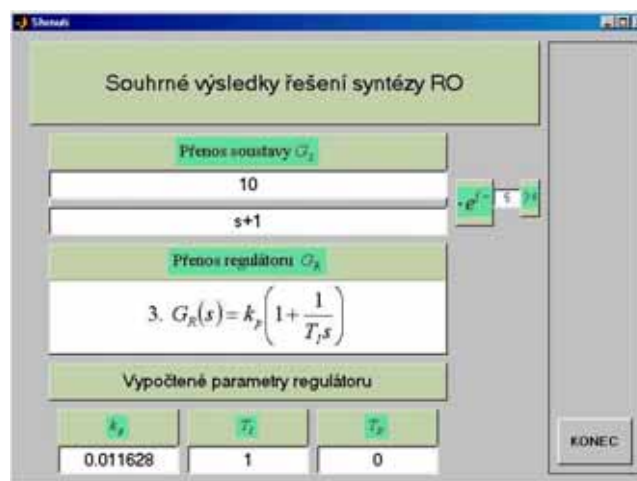 Shrnuti
Souhrné výsledky řešení syntézy RO
Přenos soustavy G_S
10
s+1
5
Přenos regulátoru G_R
3. G_R(s) = k_p(1 + 1/(T_I s))
Vypočtené parametry regulátoru
k_p T_I T_D
0.011628 1 0
KONEC